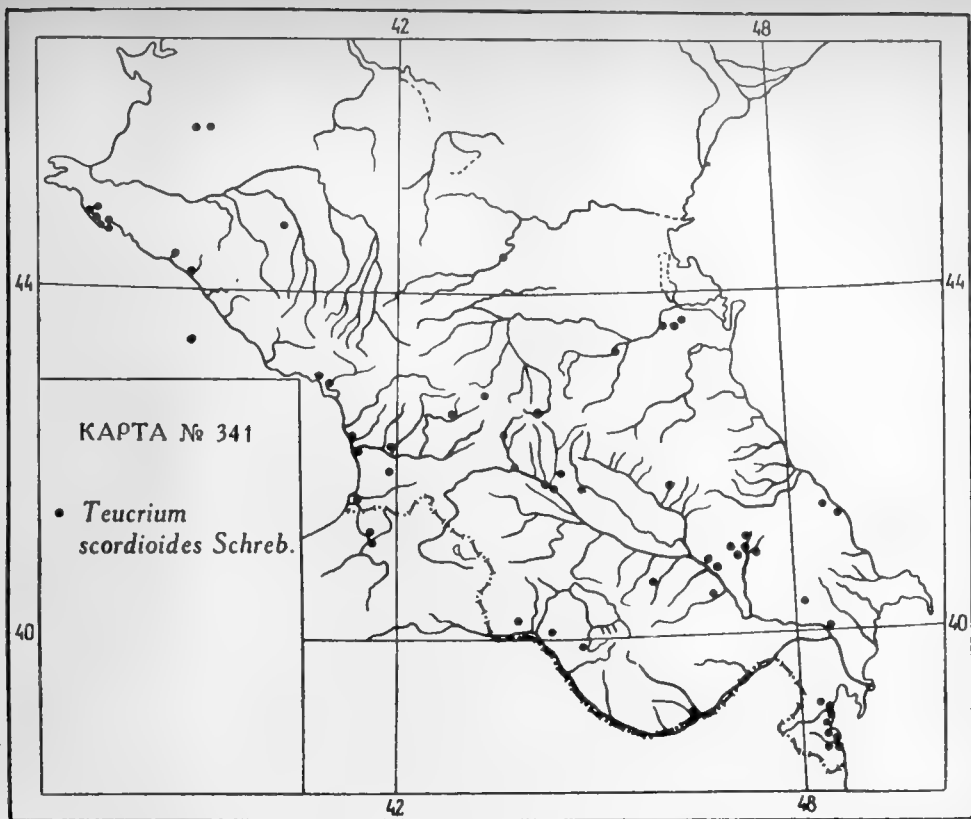 42 48
44 44
КАРТА № 341
• Teucrium
scordioides Schreb.
40 40
42 48